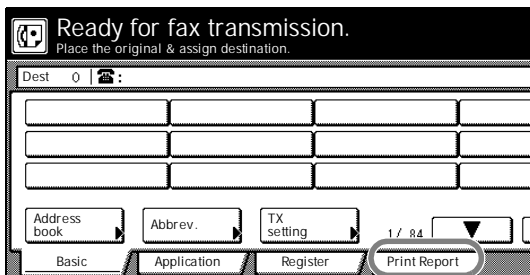 Ready for fax transmission.
Place the original & assign destination.
Dest 0 :
Address book
Abbrev.
TX setting
1/ 84
Basic
Application
Register
Print Report